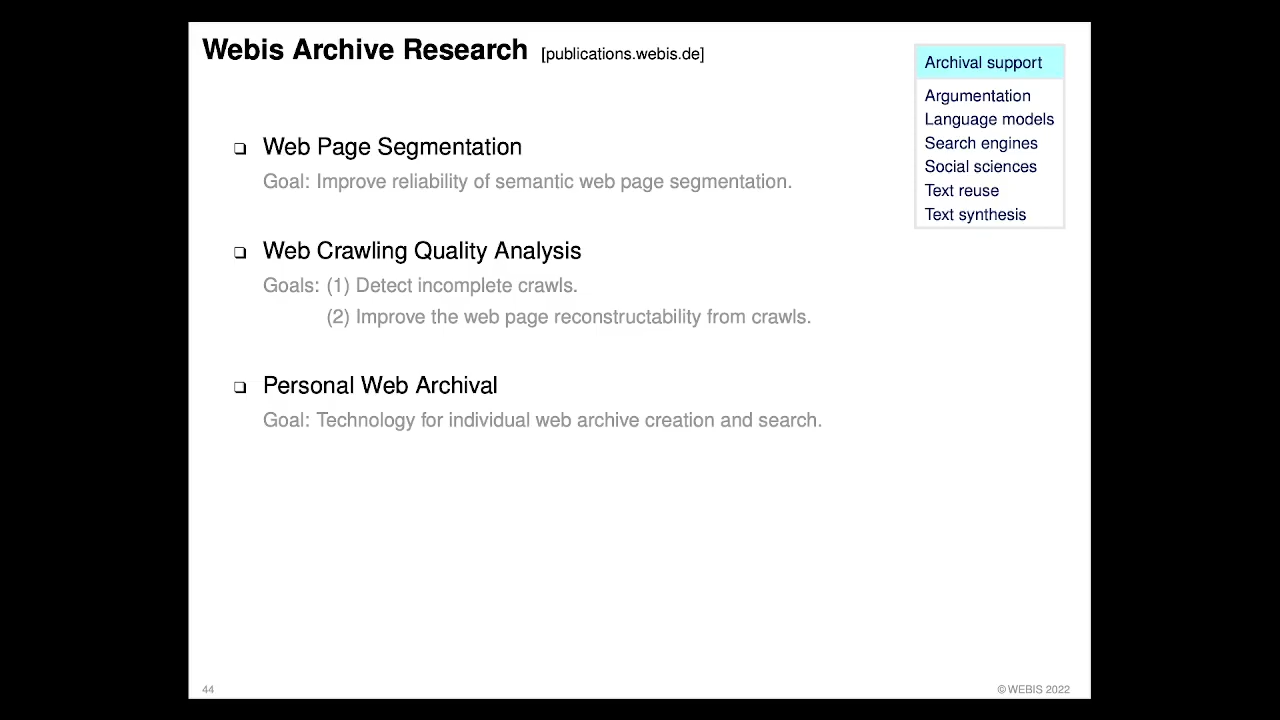 Webis Archive Research [publications.webis.de]
Archival support
Argumentation
Language models
Search engines
Social sciences
Text reuse
Text synthesis
❑ Web Page Segmentation
Goal: Improve reliability of semantic web page segmentation.
❑ Web Crawling Quality Analysis
Goals: (1) Detect incomplete crawls.
(2) Improve the web page reconstructability from crawls.
❑ Personal Web Archival
Goal: Technology for individual web archive creation and search.
44
© WEBIS 2022